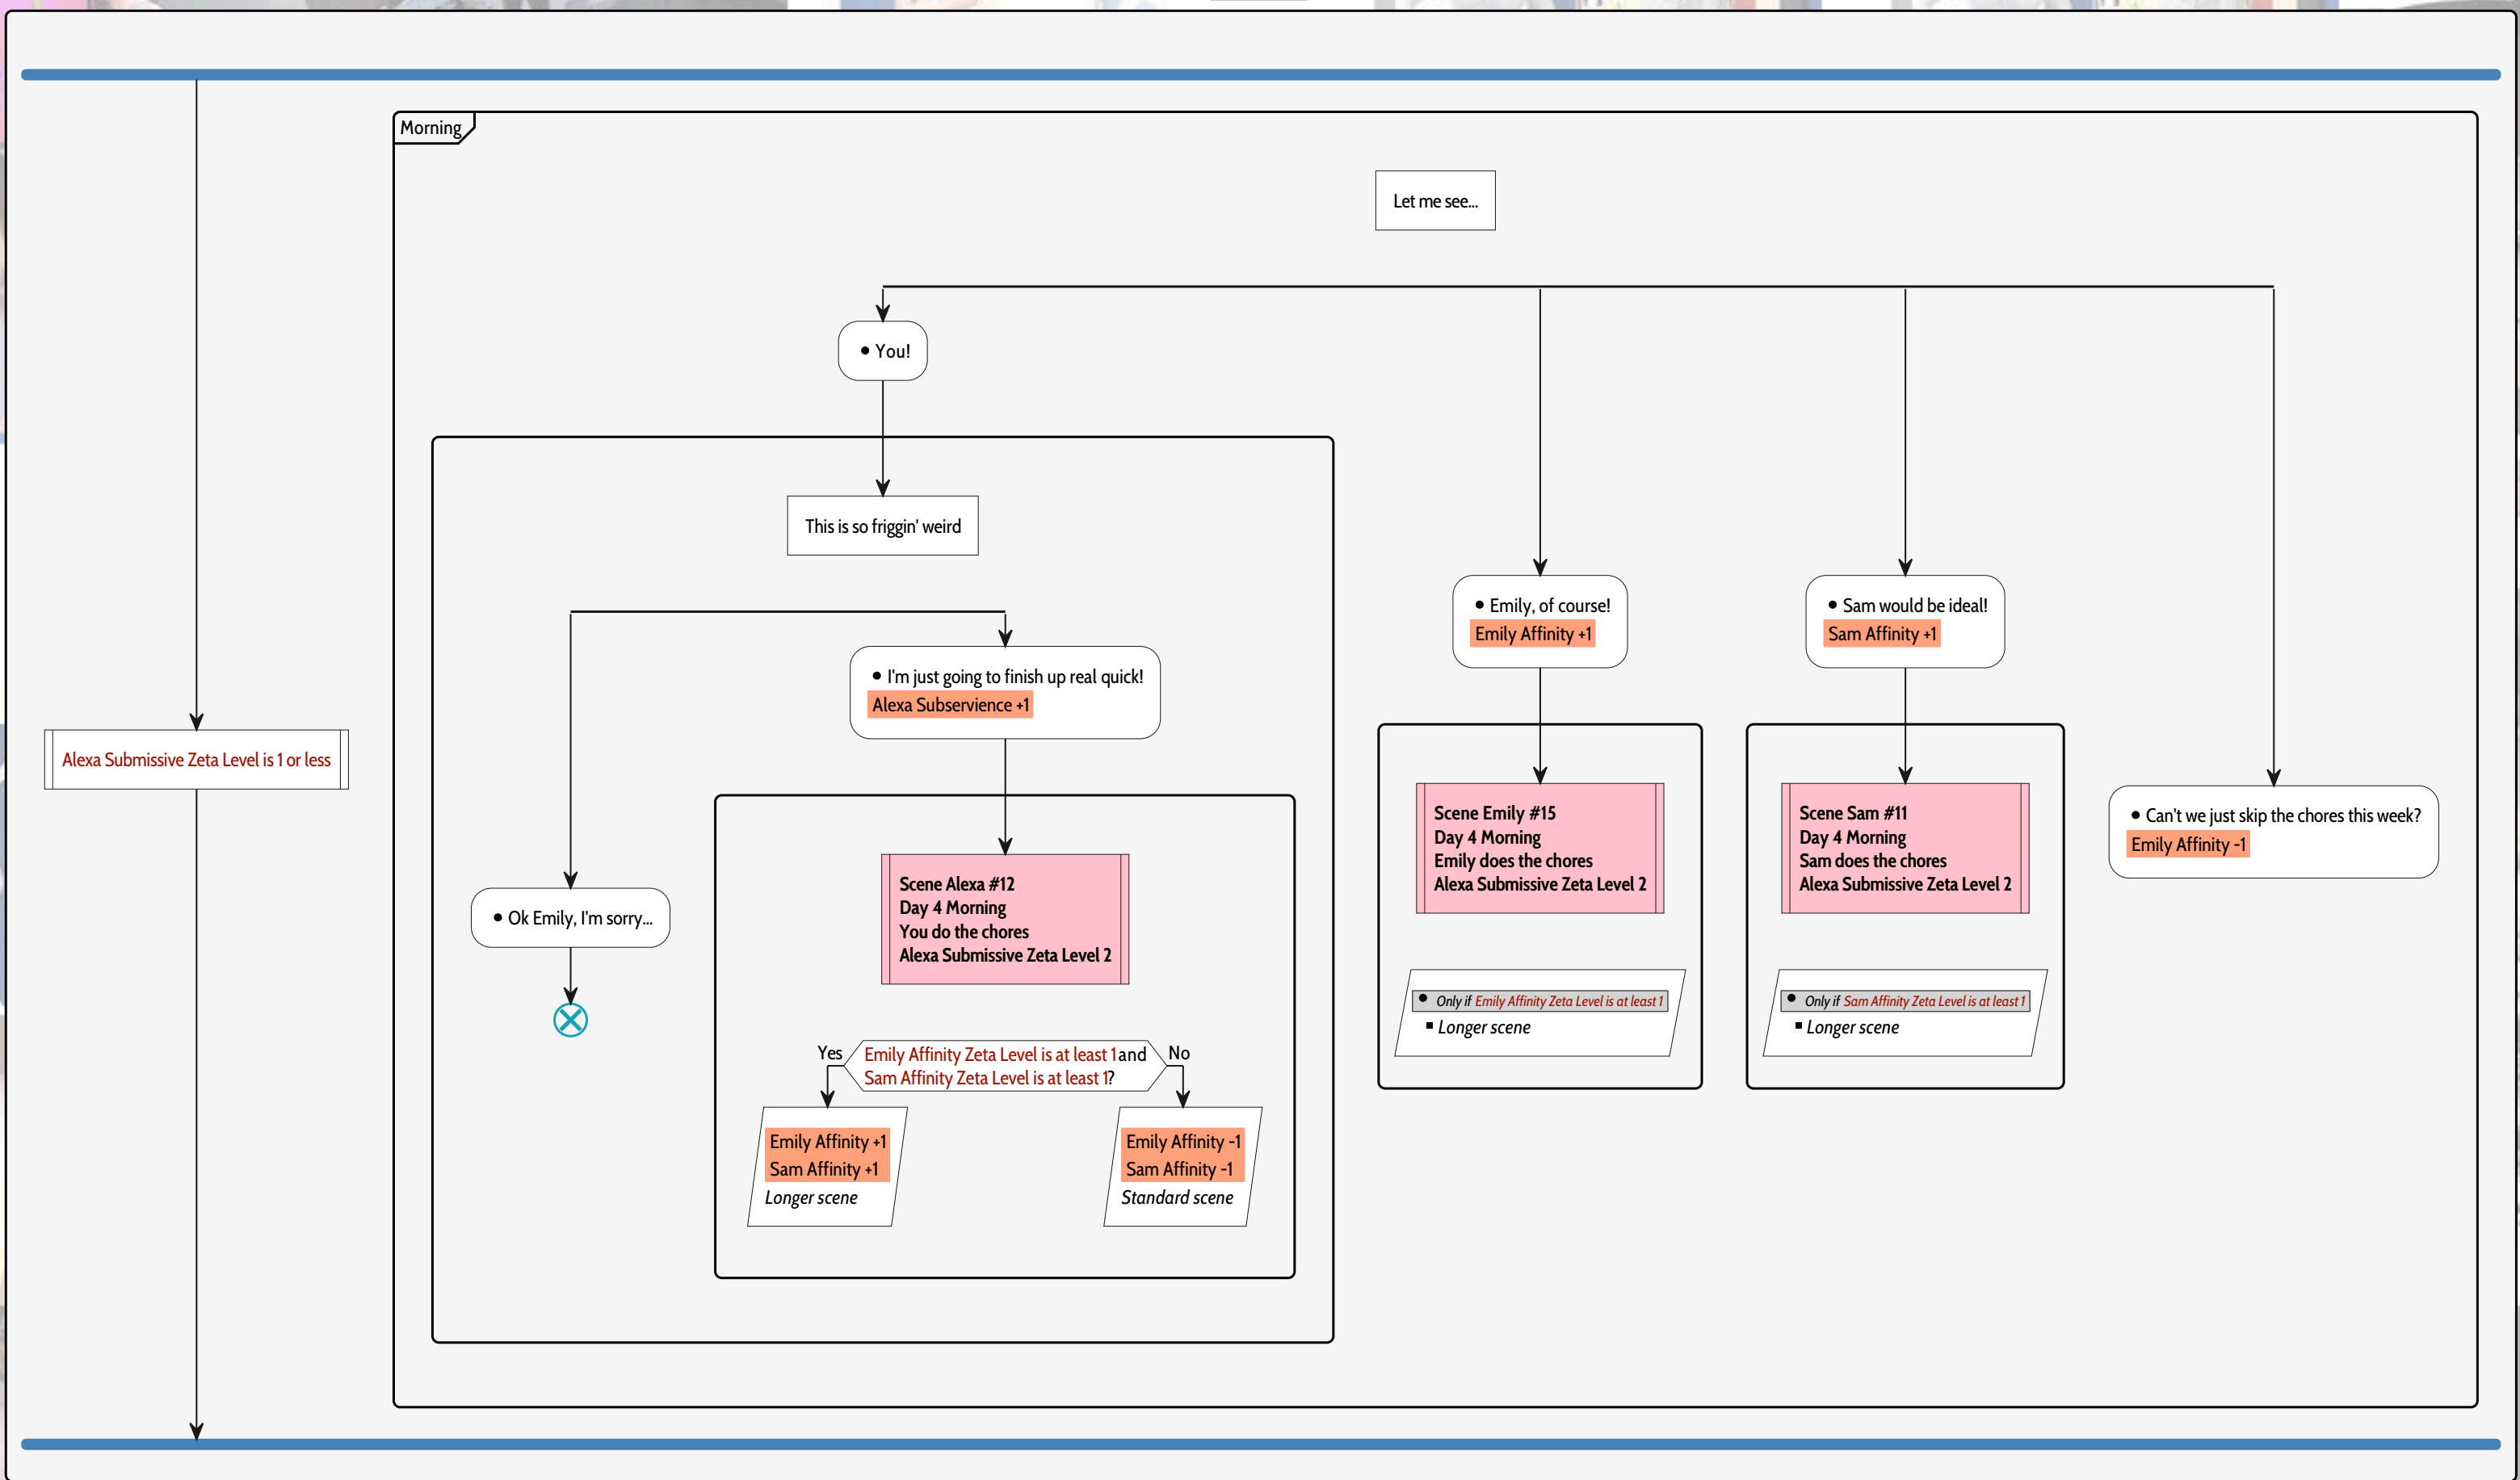 Morning
Let me see...
You!
This is so friggin' weird
Emily, of course!
Emily Affinity +1
Sam would be ideal!
Sam Affinity +1
I'm just going to finish up real quick!
Alexa Subservience +1
Alexa Submissive Zeta Level is 1 or less
Can't we just skip the chores this week?
Emily Affinity -1
Scene Emily #15
Day 4 Morning
Emily does the chores
Alexa Submissive Zeta Level 2
Scene Sam #11
Day 4 Morning
Sam does the chores
Alexa Submissive Zeta Level 2
Ok Emily, I'm sorry...
Scene Alexa #12
Day 4 Morning
You do the chores
Alexa Submissive Zeta Level 2
Only if Emily Affinity Zeta Level is at least 1
Longer scene
Only if Sam Affinity Zeta Level is at least 1
Longer scene
Yes
Emily Affinity Zeta Level is at least 1 and
Sam Affinity Zeta Level is at least 1?
No
Emily Affinity +1
Sam Affinity +1
Longer scene
Emily Affinity -1
Sam Affinity -1
Standard scene